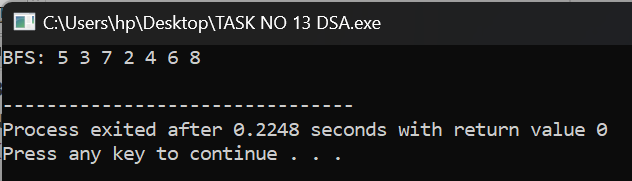 C:\Users\hp\Desktop\TASK NO 13 DSA.exe
BFS: 5 3 7 2 4 6 8
--------------------------------
Process exited after 0.2248 seconds with return value 0
Press any key to continue . . .